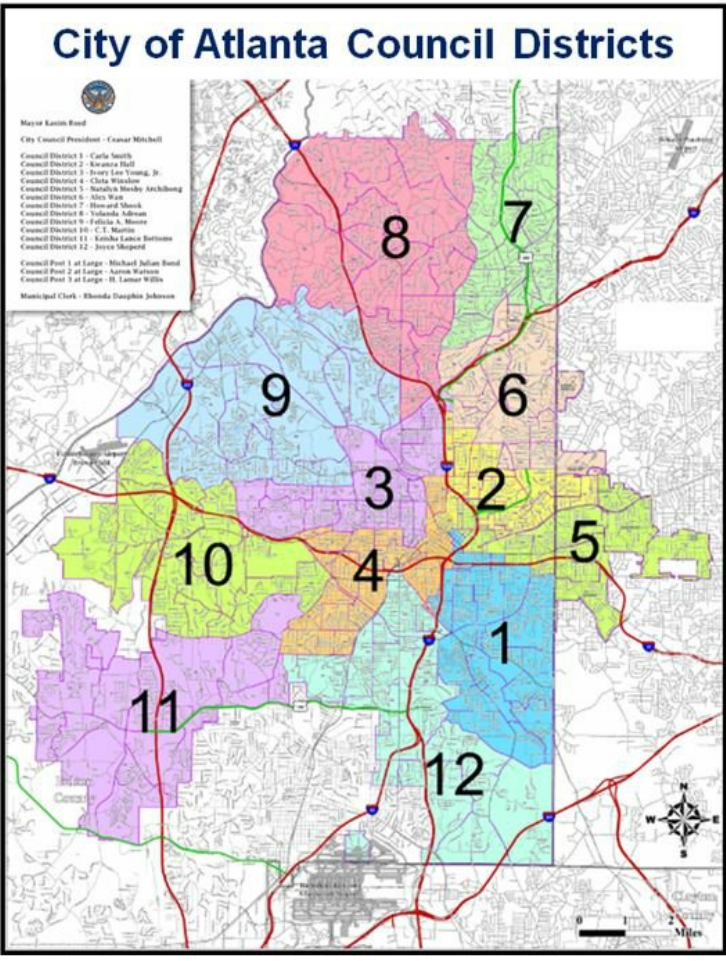 City of Atlanta Council Districts
Mayor Kasim Reed
City Council President - Ceasar Mitchell
Council District 1 - Carla Smith
Council District 2 - Kwanza Hall
Council District 3 - Ivory Lee Young, Jr.
Council District 4 - Cleta Winslow
Council District 5 - Natalyn Mosby Archibong
Council District 6 - Alex Wan
Council District 7 - Howard Shook
Council District 8 - Yolanda Adrean
Council District 9 - Felicia A. Moore
Council District 10 - C.T. Martin
Council District 11 - Keisha Lance Bottoms
Council District 12 - Joyce Sheperd
Council Post 1 at Large - Michael Julian Bond
Council Post 2 at Large - Aaron Watson
Council Post 3 at Large - H. Lamar Willis
Municipal Clerk - Rhonda Dauphin Johnson
8
7
9
6
3
2
10
4
5
1
11
12
N
W
E
S
County
Clayton
County
0
1
2
Miles